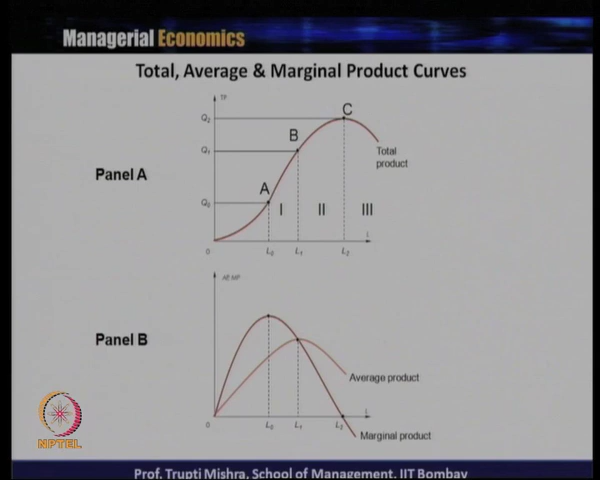 Managerial Economics
Total, Average & Marginal Product Curves
TP
Q₂
C
Q₁
B
Total
product
Panel A
Q₀
A
I
II
III
L
0
L₀
L₁
L₂
AP, MP
Panel B
Average product
L
0
L₀
L₁
L₂
Marginal product
NPTEL
Prof. Trupti Mishra, School of Management, IIT Bombay